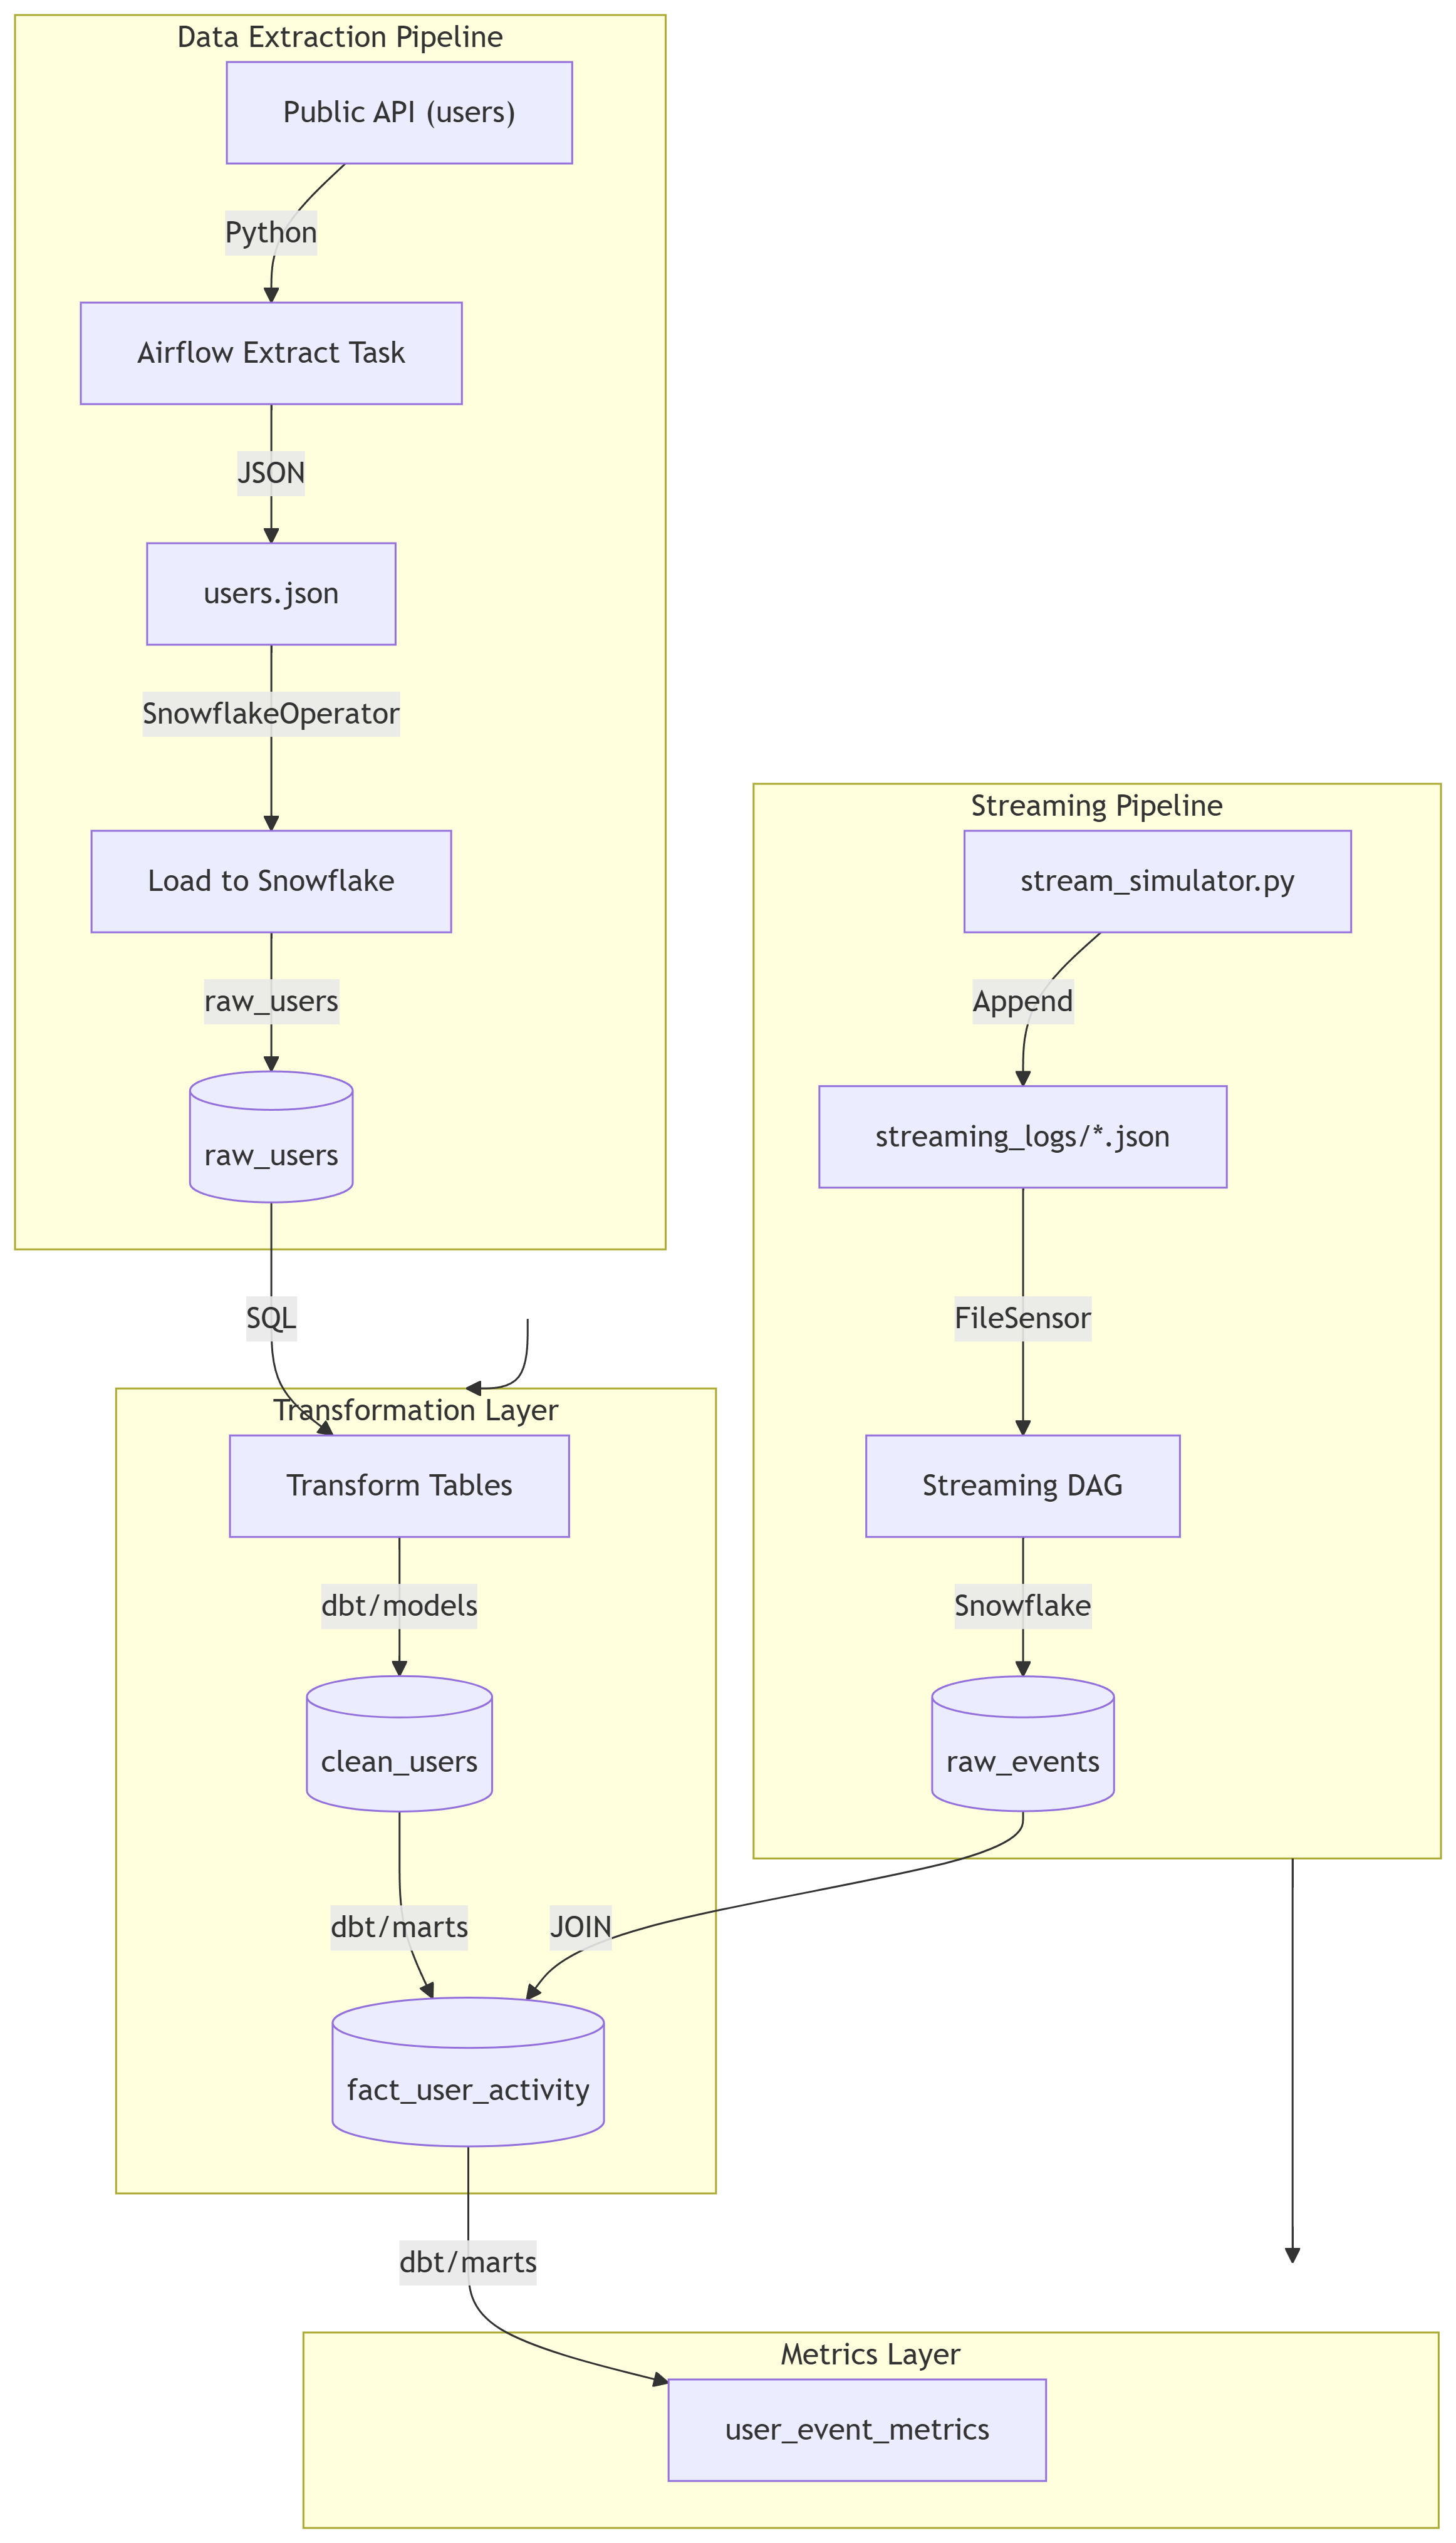 Data Extraction Pipeline
Public API (users)
Python
Airflow Extract Task
JSON
users.json
SnowflakeOperator
Load to Snowflake
raw_users
raw_users
SQL
Streaming Pipeline
stream_simulator.py
Append
streaming_logs/*.json
FileSensor
Streaming DAG
Snowflake
raw_events
JOIN
Transformation Layer
Transform Tables
dbt/models
clean_users
dbt/marts
fact_user_activity
dbt/marts
Metrics Layer
user_event_metrics